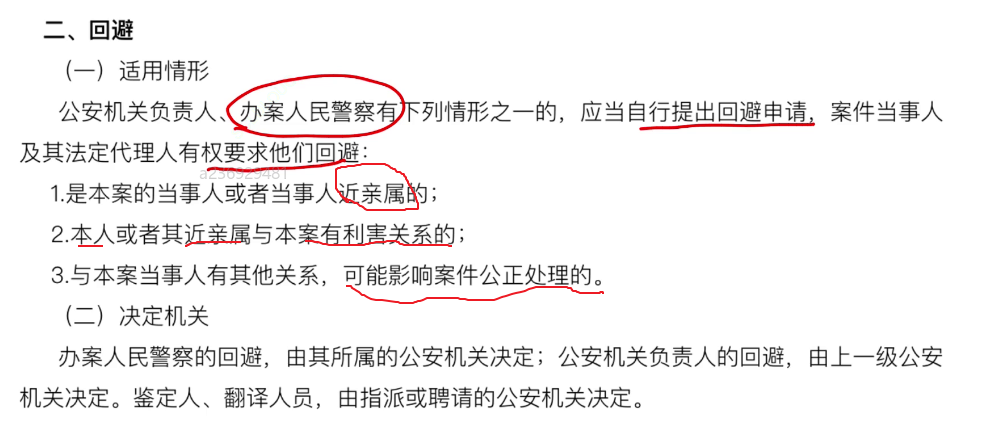 二、回避
（一）适用情形
公安机关负责人、办案人民警察有下列情形之一的，应当自行提出回避申请，案件当事人
及其法定代理人有权要求他们回避：
a236929481
1.是本案的当事人或者当事人近亲属的；
2.本人或者其近亲属与本案有利害关系的；
3.与本案当事人有其他关系，可能影响案件公正处理的。
（二）决定机关
办案人民警察的回避，由其所属的公安机关决定；公安机关负责人的回避，由上一级公安
机关决定。鉴定人、翻译人员，由指派或聘请的公安机关决定。